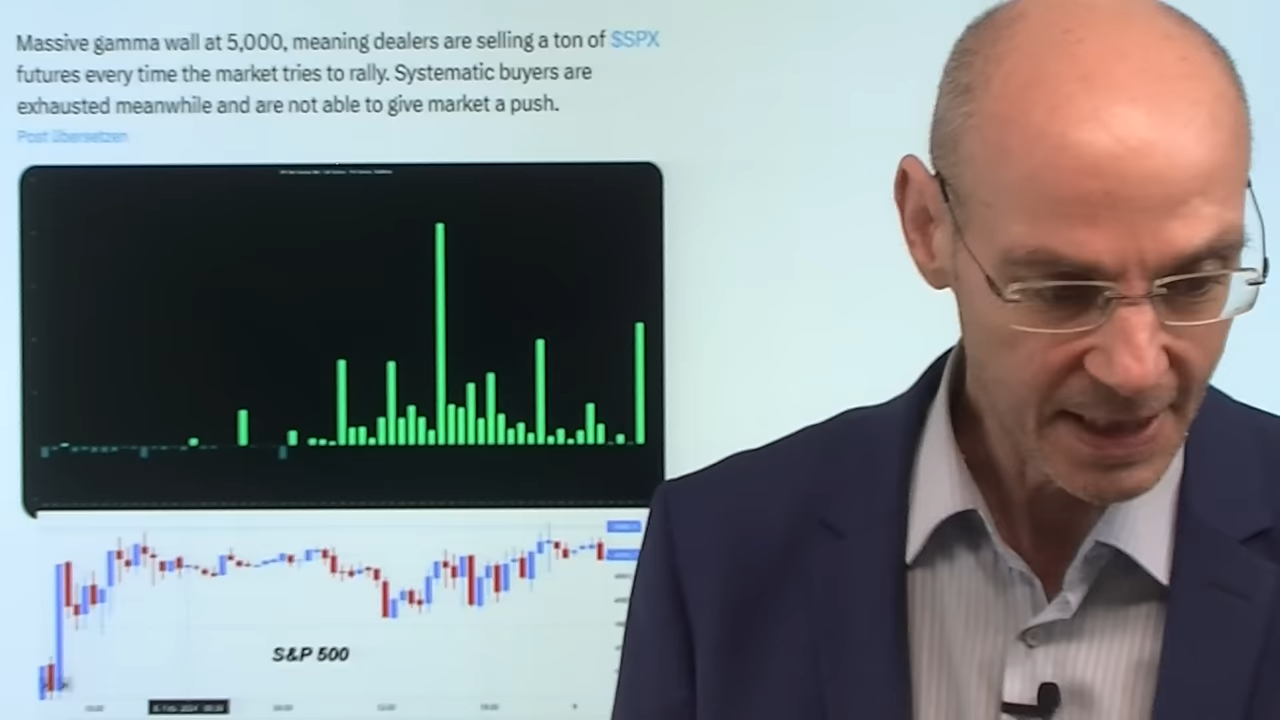 Massive gamma wall at 5,000, meaning dealers are selling a ton of $SPX
futures every time the market tries to rally. Systematic buyers are
exhausted meanwhile and are not able to give market a push.
Post übersetzen
S&P 500